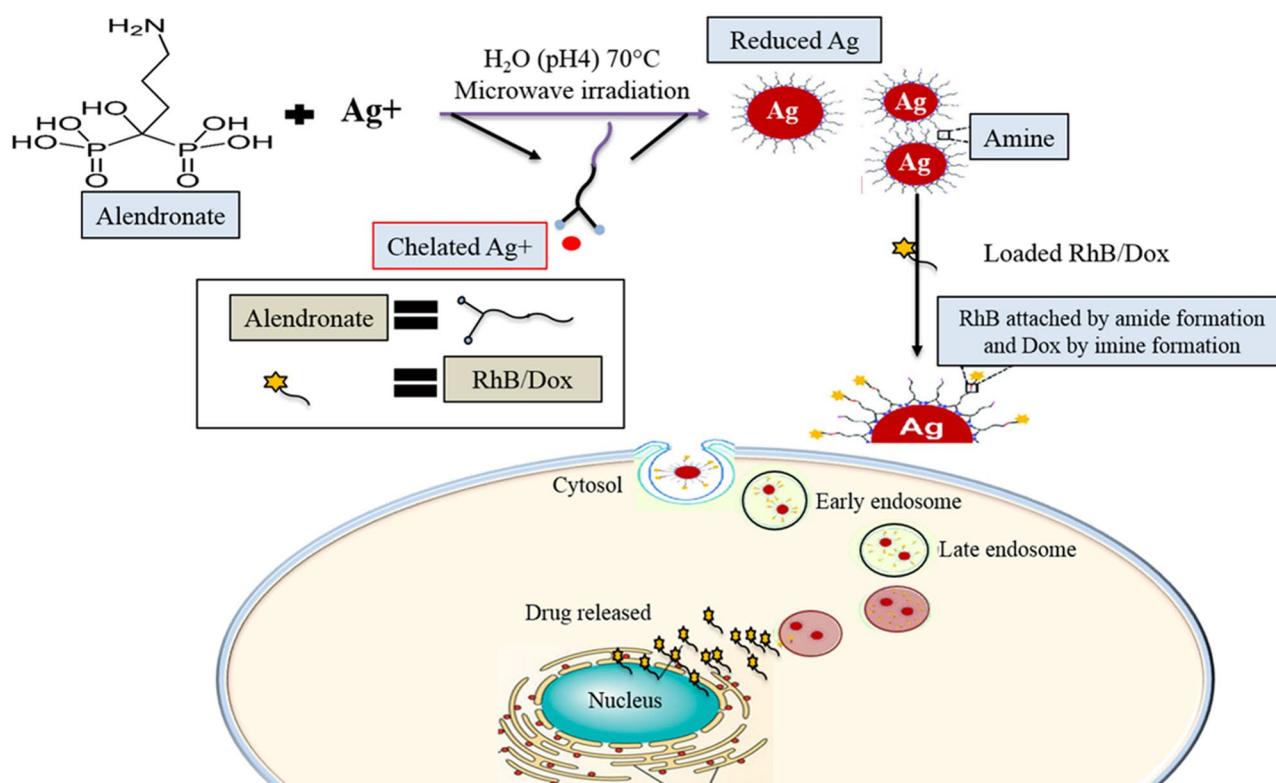 H₂N
HO
HO
HO
P
P
OH
OH
O
O
Alendronate
Ag+
H₂O (pH4) 70°C
Microwave irradiation
Chelated Ag+
Reduced Ag
Ag
Ag
Ag
Amine
Loaded RhB/Dox
RhB attached by amide formation
and Dox by imine formation
Ag
Alendronate
RhB/Dox
Cytosol
Early endosome
Late endosome
Drug released
Nucleus